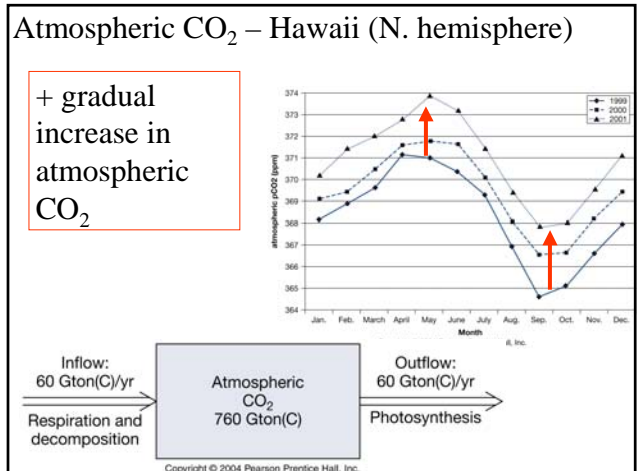 Atmospheric CO₂ – Hawaii (N. hemisphere)
+ gradual
increase in
atmospheric
CO₂
374
373
372
371
370
369
368
367
366
365
364
atmospheric pCO2 (ppm)
1999
2000
2001
Jan. Feb. March April May June July Aug. Sep. Oct. Nov. Dec.
Month
ll, Inc.
Inflow:
60 Gton(C)/yr
Respiration and
decomposition
Atmospheric
CO₂
760 Gton(C)
Outflow:
60 Gton(C)/yr
Photosynthesis
Copyright © 2004 Pearson Prentice Hall, Inc.